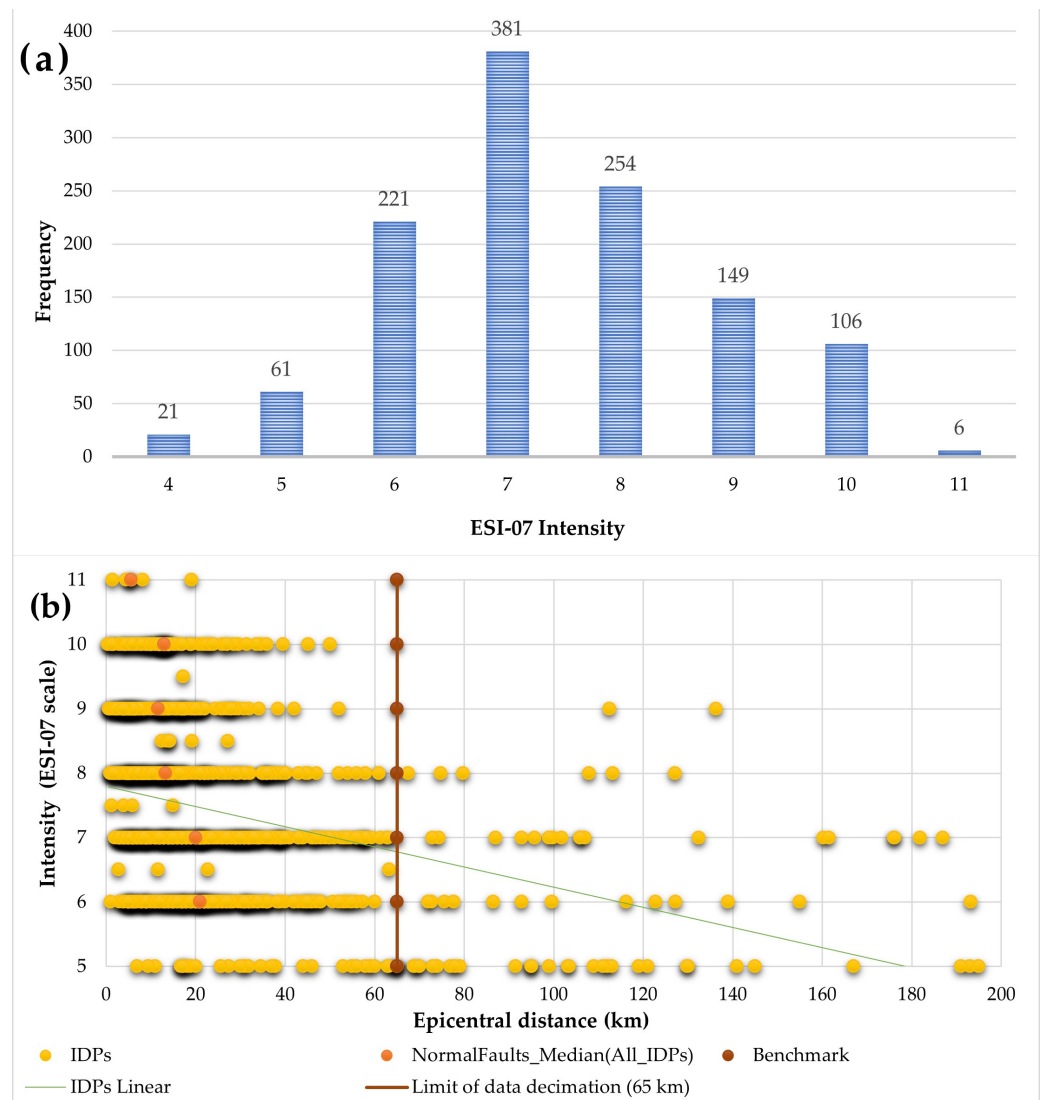 (a)
Frequency
400
350
300
250
200
150
100
50
0
21
61
221
381
254
149
106
6
4 5 6 7 8 9 10 11
ESI-07 Intensity
(b)
Intensity (ESI-07 scale)
11
10
9
8
7
6
5
0 20 40 60 80 100 120 140 160 180 200
Epicentral distance (km)
IDPs NormalFaults_Median(All_IDPs) Benchmark
IDPs Linear Limit of data decimation (65 km)